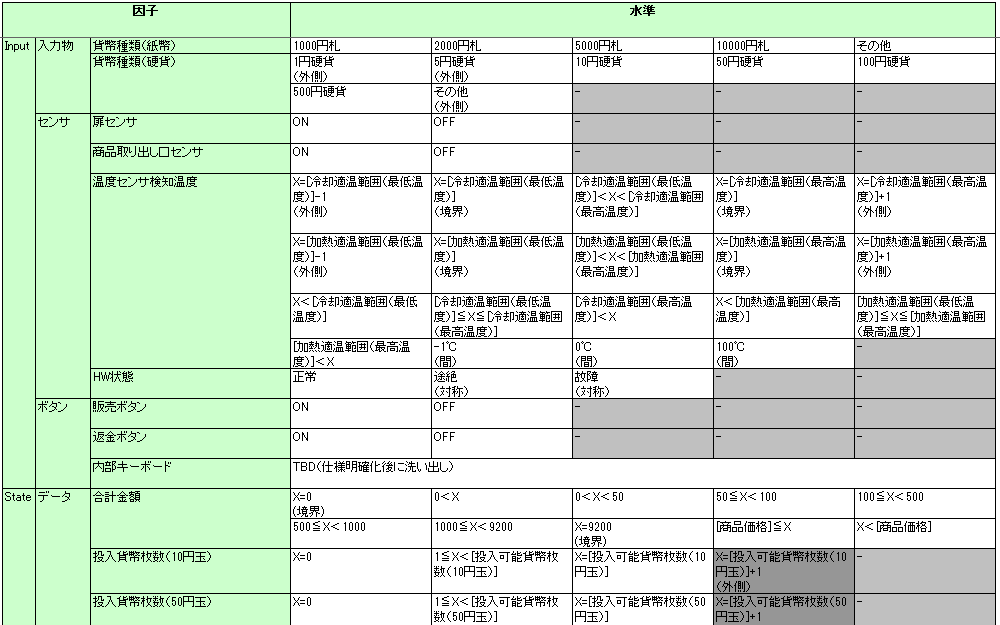 因子 水準
Input 入力物 貨幣種類(紙幣) 1000円札 2000円札 5000円札 10000円札 その他
貨幣種類(硬貨) 1円硬貨 5円硬貨 10円硬貨 50円硬貨 100円硬貨
(外側) (外側)
500円硬貨 その他 - - -
(外側)
センサ 扉センサ ON OFF - - -
商品取り出し口センサ ON OFF - - -
温度センサ検知温度 X=[冷却適温範囲(最低温 X=[冷却適温範囲(最低温 [冷却適温範囲(最低温 X=[冷却適温範囲(最高温 X=[冷却適温範囲(最高温
度)]-1 度)] 度)]<X<[冷却適温範囲 度)] 度)]+1
(外側) (境界) (最高温度)] (境界) (外側)
X=[加熱適温範囲(最低温 X=[加熱適温範囲(最低温 [加熱適温範囲(最低温 X=[加熱適温範囲(最高温 X=[加熱適温範囲(最高温
度)]-1 度)] 度)]<X<[加熱適温範囲 度)] 度)]+1
(外側) (境界) (最高温度)] (境界) (外側)
X<[冷却適温範囲(最低 [冷却適温範囲(最低温 [冷却適温範囲(最高温 X<[加熱適温範囲(最高 [加熱適温範囲(最低温
温度)] 度)]≦X≦[冷却適温範囲 度)]<X 温度)] 度)]≦X≦[加熱適温範囲
(最高温度)] (最高温度)]
[加熱適温範囲(最高温 -1℃ 0℃ 100℃ -
度)]<X (間) (間) (間)
HW状態 正常 途絶 故障 - -
(対称) (対称)
ボタン 販売ボタン ON OFF - - -
返金ボタン ON OFF - - -
内部キーボード TBD(仕様明確化後に洗い出し)
State データ 合計金額 X=0 0<X 0<X<50 50≦X<100 100≦X<500
(境界)
500≦X<1000 1000≦X<9200 X=9200 [商品価格]≦X X<[商品価格]
(境界)
投入貨幣枚数(10円玉) X=0 1≦X<[投入可能貨幣枚 X=[投入可能貨幣枚数(10 X=[投入可能貨幣枚数(10 -
数(10円玉)] 円玉)] 円玉)]+1
(外側)
投入貨幣枚数(50円玉) X=0 1≦X<[投入可能貨幣枚 X=[投入可能貨幣枚数(50 X=[投入可能貨幣枚数(50 -
数(50円玉)] 円玉)] 円玉)]+1